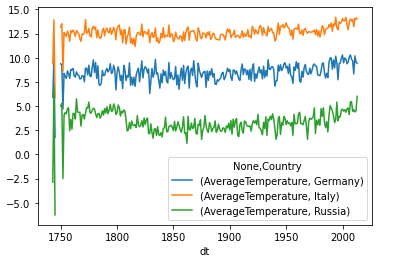 15.0
12.5
10.0
7.5
5.0
2.5
0.0
−2.5
−5.0
None,Country
(AverageTemperature, Germany)
(AverageTemperature, Italy)
(AverageTemperature, Russia)
1750 1800 1850 1900 1950 2000
dt